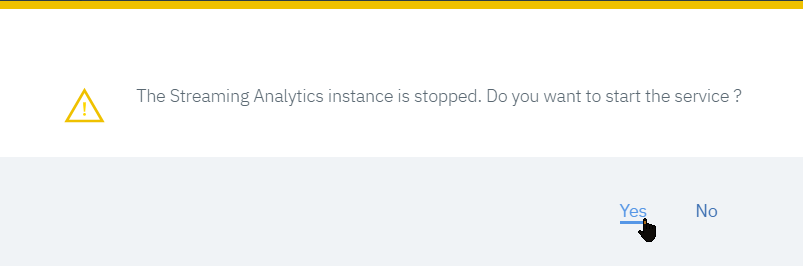 The Streaming Analytics instance is stopped. Do you want to start the service ?
Yes No